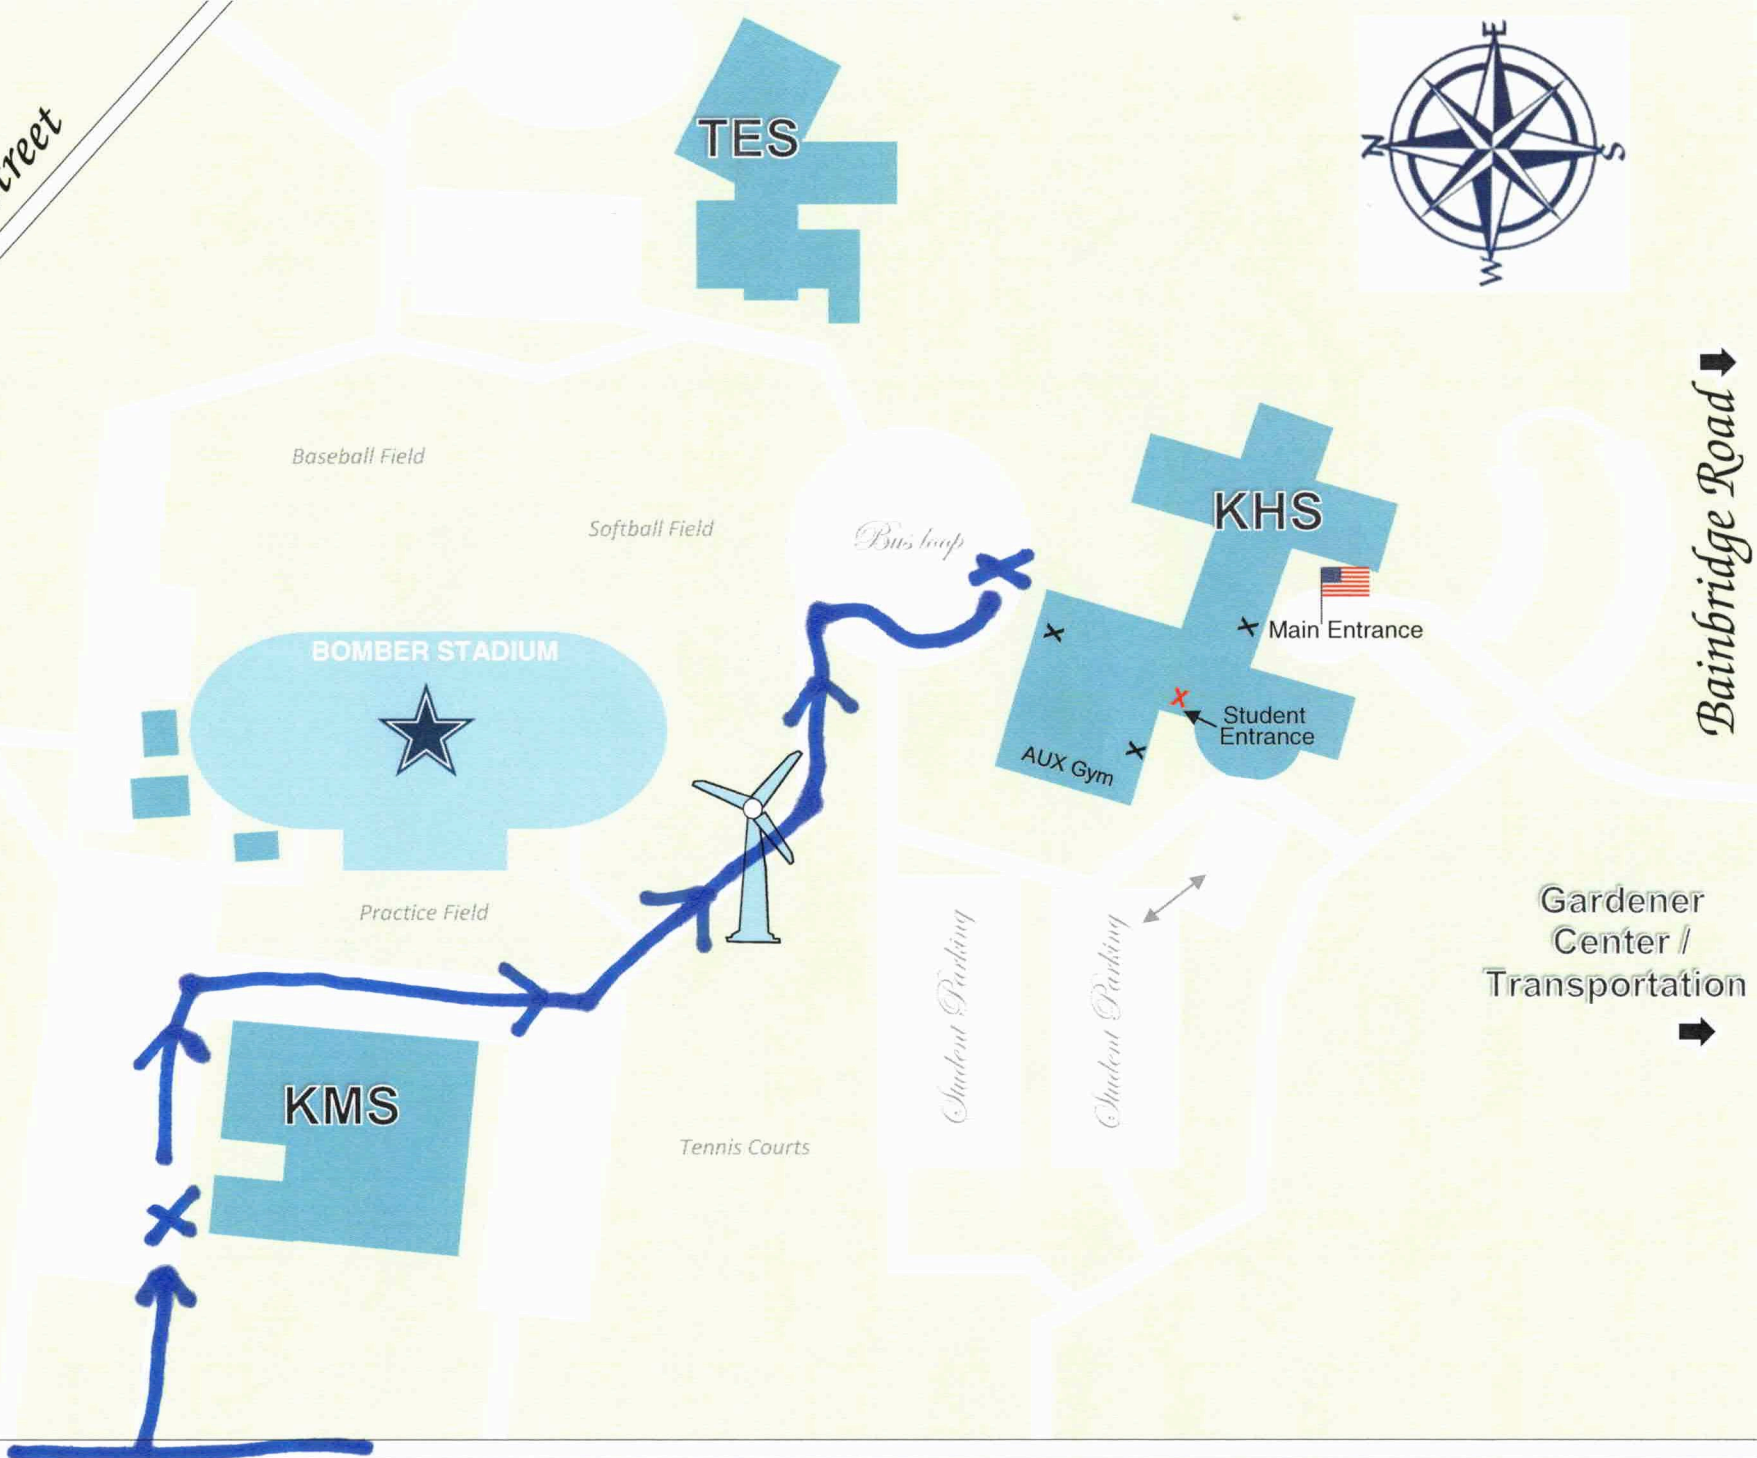 treet
TES
E
N
S
W
Baseball Field
Softball Field
Bus loop
KHS
Main Entrance
BOMBER STADIUM
Student
Entrance
AUX Gym
X
X
X
X
Bainbridge Road
Practice Field
Student Parking
Student Parking
Gardener
Center /
Transportation
KMS
Tennis Courts